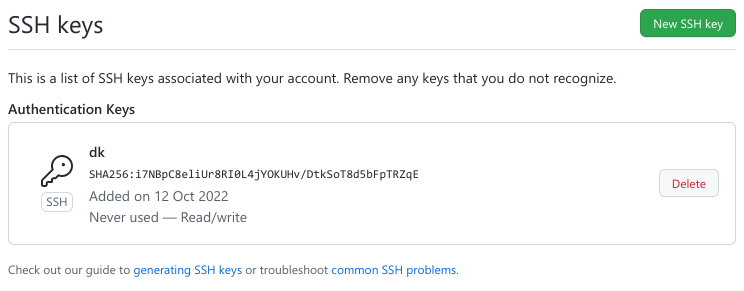 SSH keys
New SSH key
This is a list of SSH keys associated with your account. Remove any keys that you do not recognize.
Authentication Keys
dk
SHA256:i7NBpC8eliUr8RI0L4jYOKUHv/DtkSoT8d5bFpTRZqE
Added on 12 Oct 2022
Never used — Read/write
SSH
Delete
Check out our guide to generating SSH keys or troubleshoot common SSH problems.